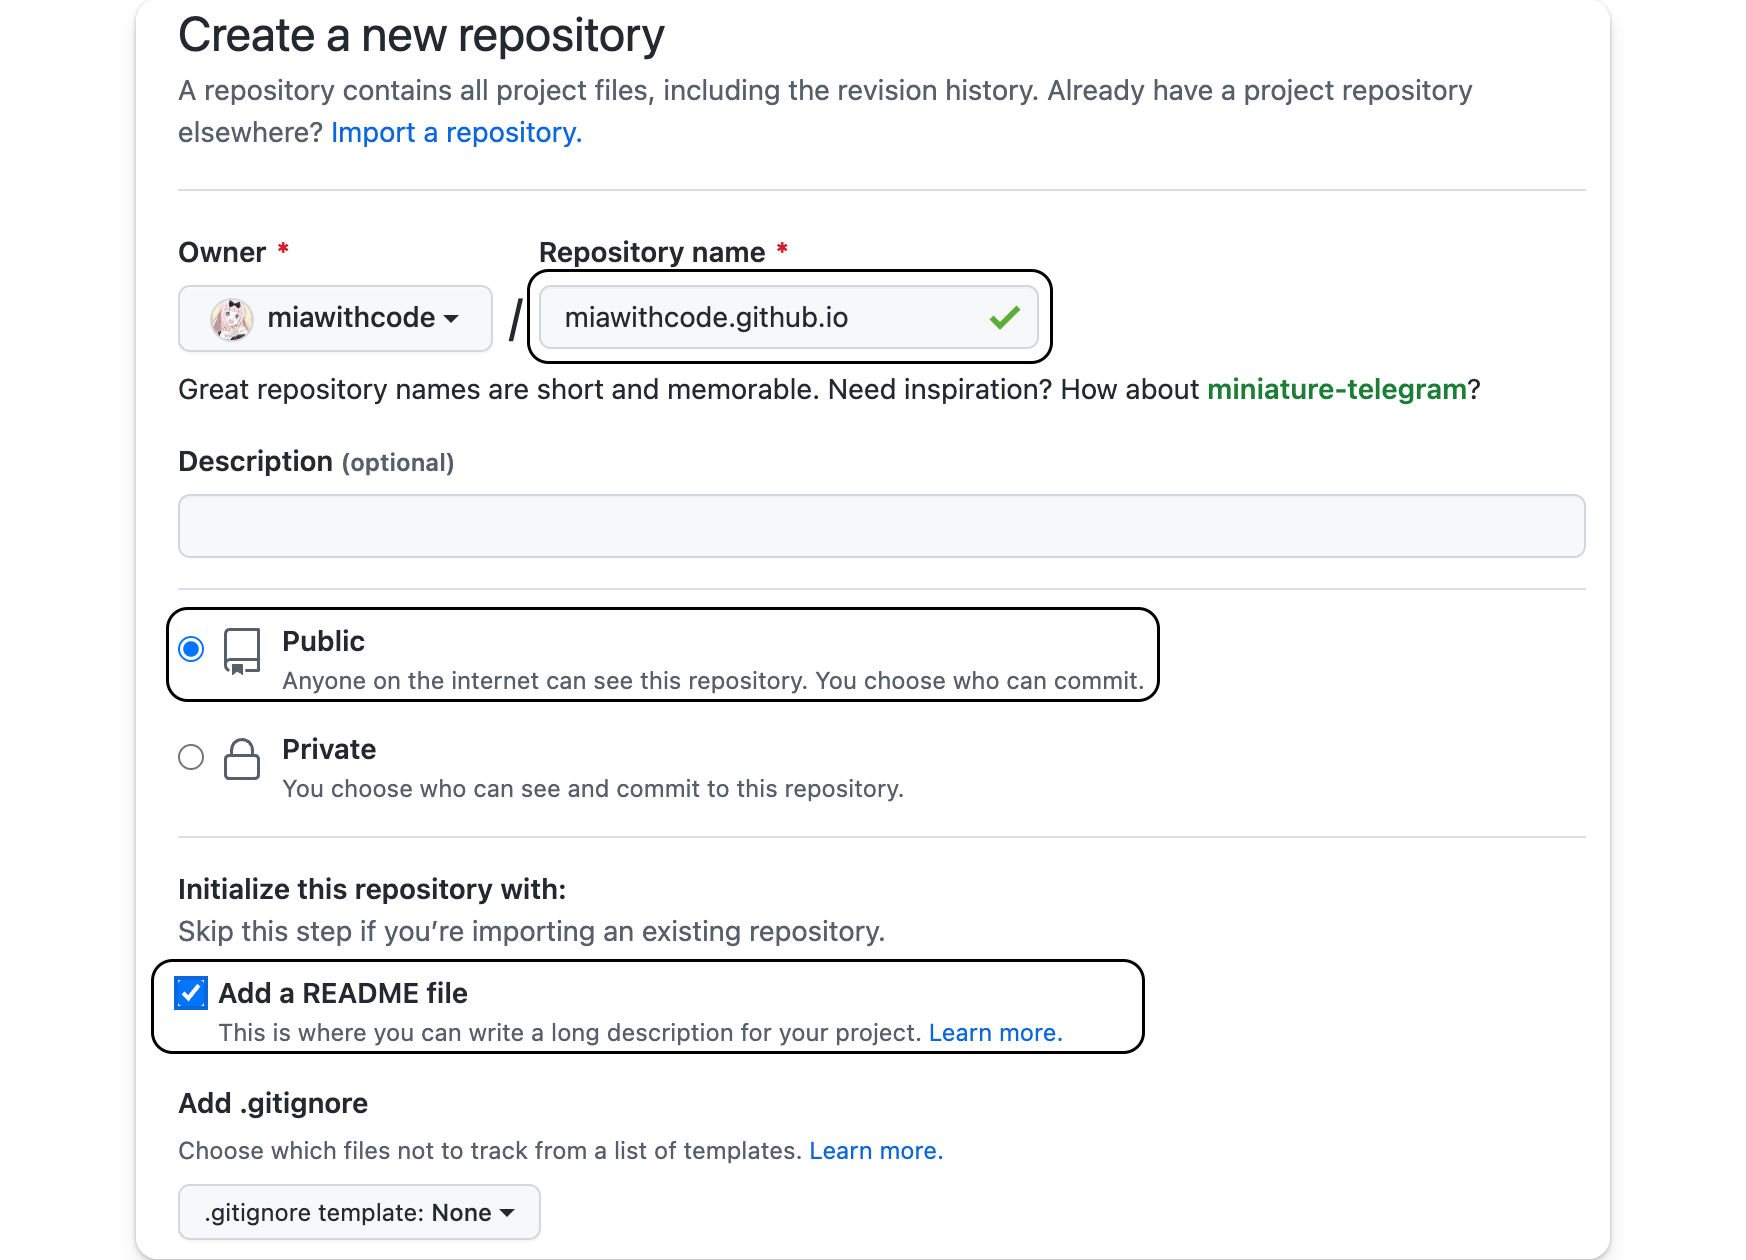 Create a new repository
A repository contains all project files, including the revision history. Already have a project repository
elsewhere? Import a repository.
Owner *
Repository name *
miawithcode
/
miawithcode.github.io
Great repository names are short and memorable. Need inspiration? How about miniature-telegram?
Description (optional)
Public
Anyone on the internet can see this repository. You choose who can commit.
Private
You choose who can see and commit to this repository.
Initialize this repository with:
Skip this step if you’re importing an existing repository.
Add a README file
This is where you can write a long description for your project. Learn more.
Add .gitignore
Choose which files not to track from a list of templates. Learn more.
.gitignore template: None